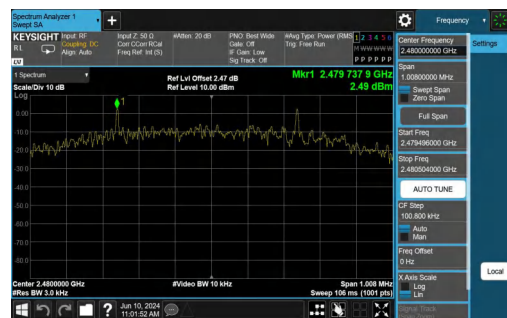 Spectrum Analyzer 1
Swept SA
Frequency
KEYSIGHT
Input: RF
Coupling: DC
Align: Auto
Input Z: 50 Ω
Corr CCorr RCal
Freq Ref: Int (S)
#Atten: 20 dB
PNO: Best Wide
Gate: Off
IF Gain: Low
Sig Track: Off
#Avg Type: Power (RMS)
Trig: Free Run
1 2 3 4 5 6
M W W W W W
P P P P P P
RL
LXI
1 Spectrum
Scale/Div 10 dB
Log
Ref Lvl Offset 2.47 dB
Ref Level 10.00 dBm
Mkr1 2.479 737 9 GHz
2.49 dBm
1
0.00
-10.0
-20.0
-30.0
-40.0
-50.0
-60.0
-70.0
-80.0
Center 2.4800000 GHz
#Res BW 3.0 kHz
#Video BW 10 kHz
Span 1.008 MHz
Sweep 106 ms (1001 pts)
Center Frequency
2.480000000 GHz
Settings
Span
1.00800000 MHz
Swept Span
Zero Span
Full Span
Start Freq
2.479496000 GHz
Stop Freq
2.480504000 GHz
AUTO TUNE
CF Step
100.800 kHz
Auto
Man
Freq Offset
0 Hz
X Axis Scale
Log
Lin
Local
Signal Track
Jun 10, 2024
11:01:52 AM